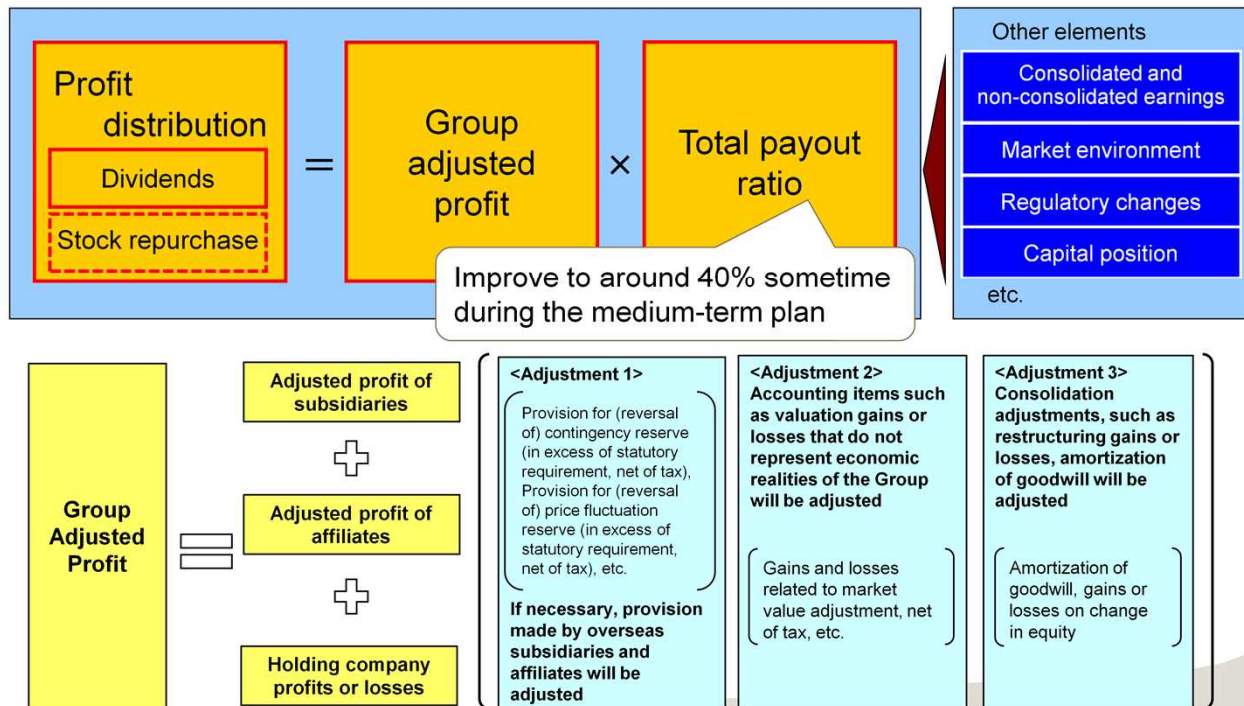 Profit
distribution
Dividends
Stock repurchase
=
Group
adjusted
profit
×
Total payout
ratio
Improve to around 40% sometime
during the medium-term plan
Other elements
Consolidated and
non-consolidated earnings
Market environment
Regulatory changes
Capital position
etc.
Group
Adjusted
Profit
Adjusted profit of
subsidiaries
Adjusted profit of
affiliates
Holding company
profits or losses
<Adjustment 1>
Provision for (reversal
of) contingency reserve
(in excess of statutory
requirement, net of tax),
Provision for (reversal
of) price fluctuation
reserve (in excess of
statutory requirement,
net of tax), etc.
If necessary, provision
made by overseas
subsidiaries and
affiliates will be
adjusted
<Adjustment 2>
Accounting items such
as valuation gains or
losses that do not
represent economic
realities of the Group
will be adjusted
Gains and losses
related to market
value adjustment, net
of tax, etc.
<Adjustment 3>
Consolidation
adjustments, such as
restructuring gains or
losses, amortization
of goodwill will be
adjusted
Amortization of
goodwill, gains or
losses on change
in equity